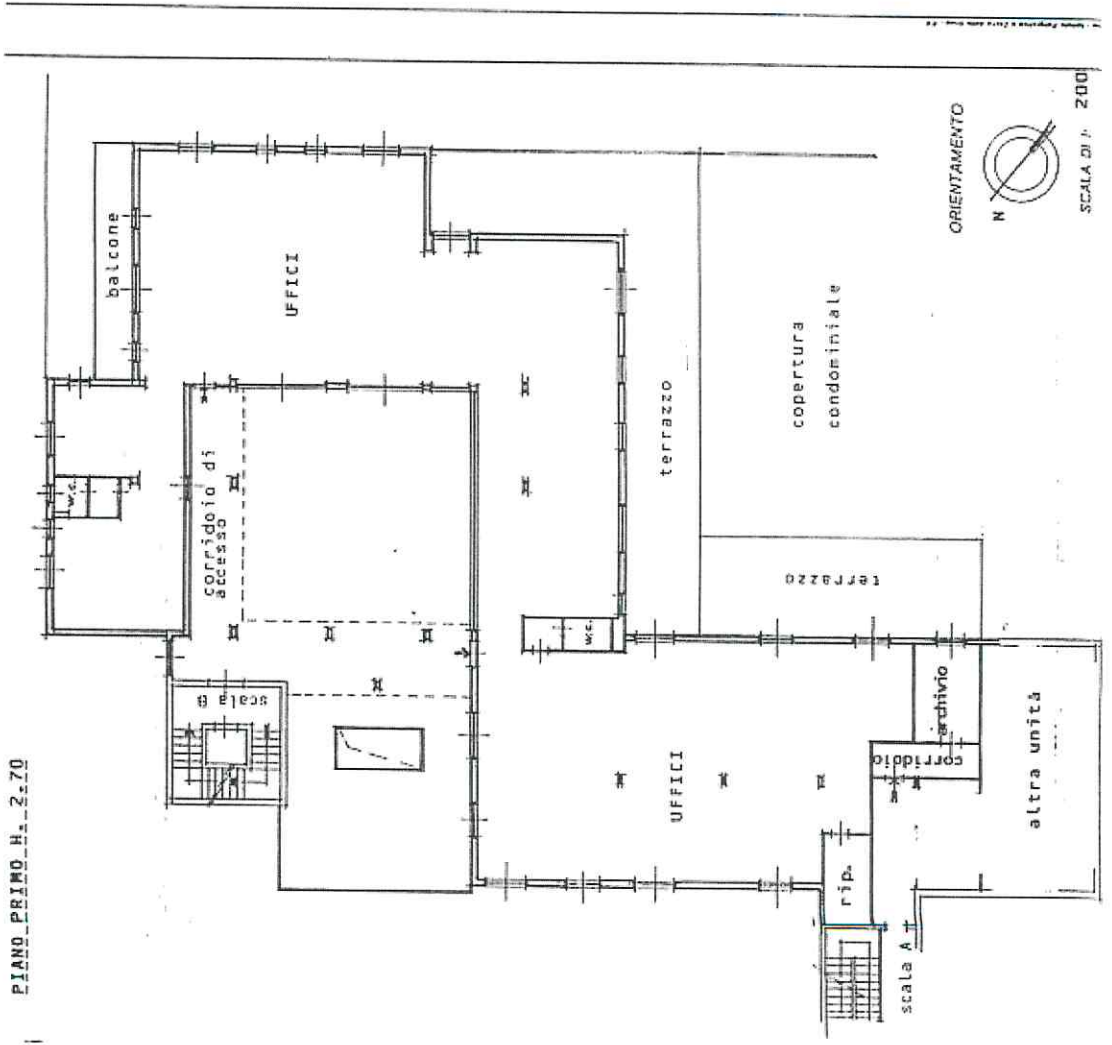 PIANO PRIMO H. 2.70
balcone
UFFICI
w.c.
corridoio di
accesso
scala B
terrazzo
copertura
condominiale
terrazzo
w.c.
UFFICI
archivio
corridoio
rip.
altra unità
scala A
ORIENTAMENTO
N
SCALA DI 1: 200